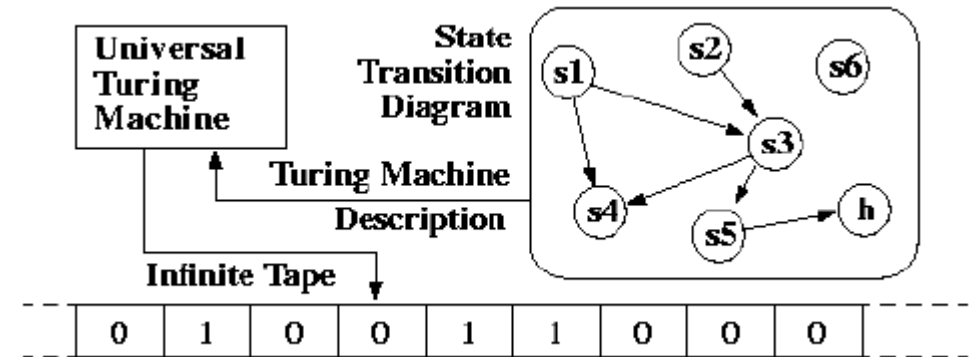 Universal
Turing
Machine
State
Transition
Diagram
s1
s2
s6
s3
s4
s5
h
Turing Machine
Description
Infinite Tape
0 1 0 0 1 1 0 0 0